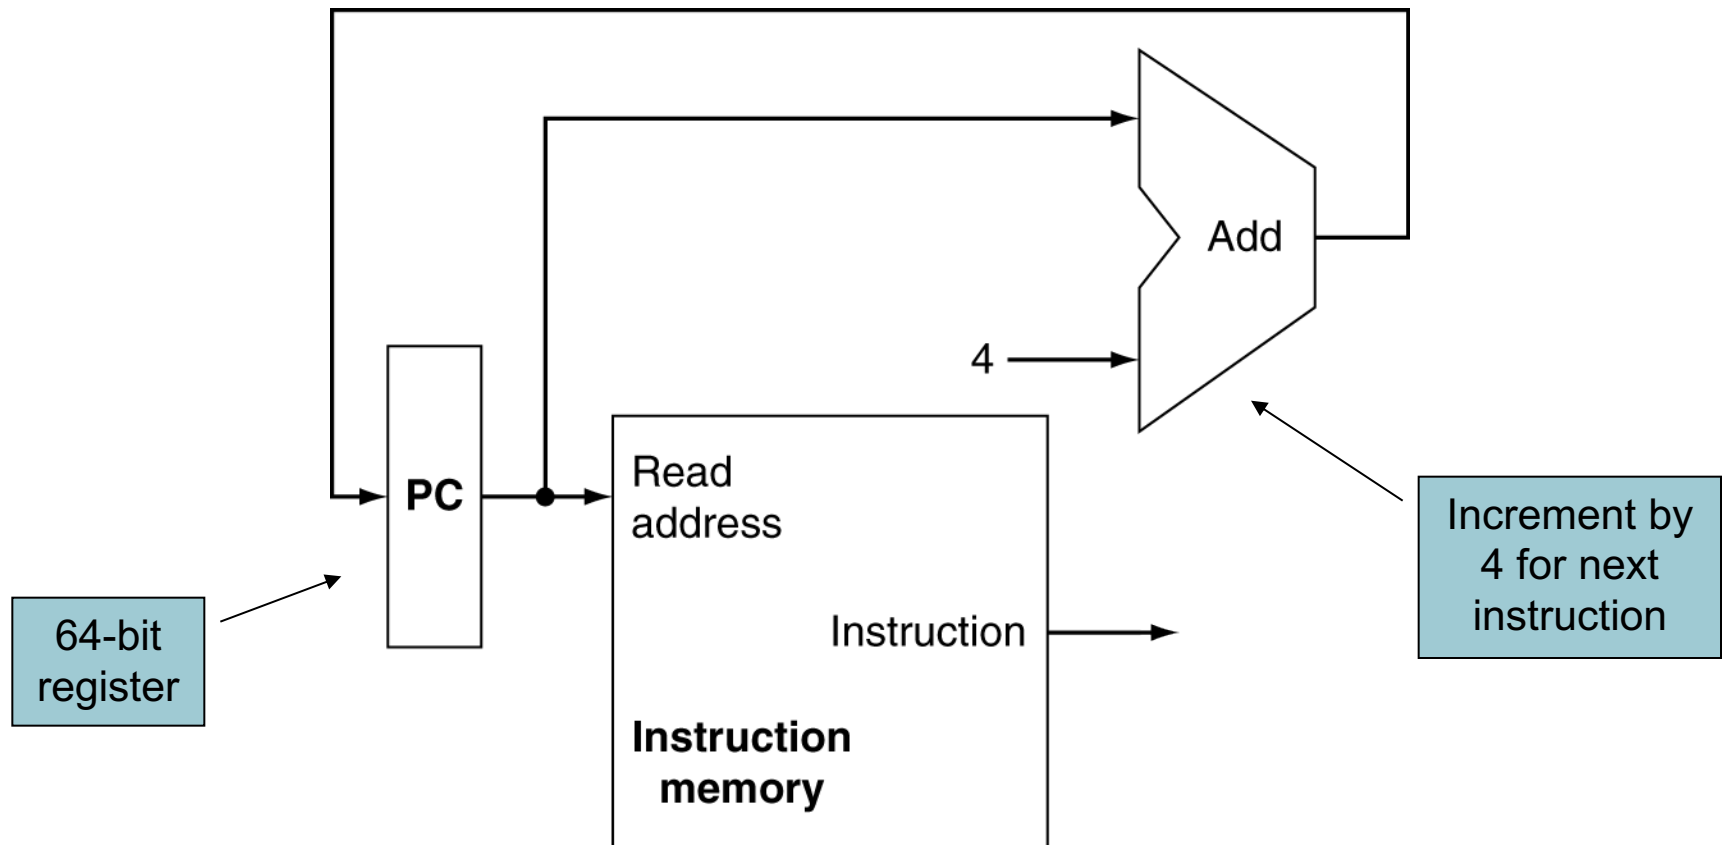 Add
4
PC
Read
address
Increment by
4 for next
instruction
64-bit
register
Instruction
Instruction
memory